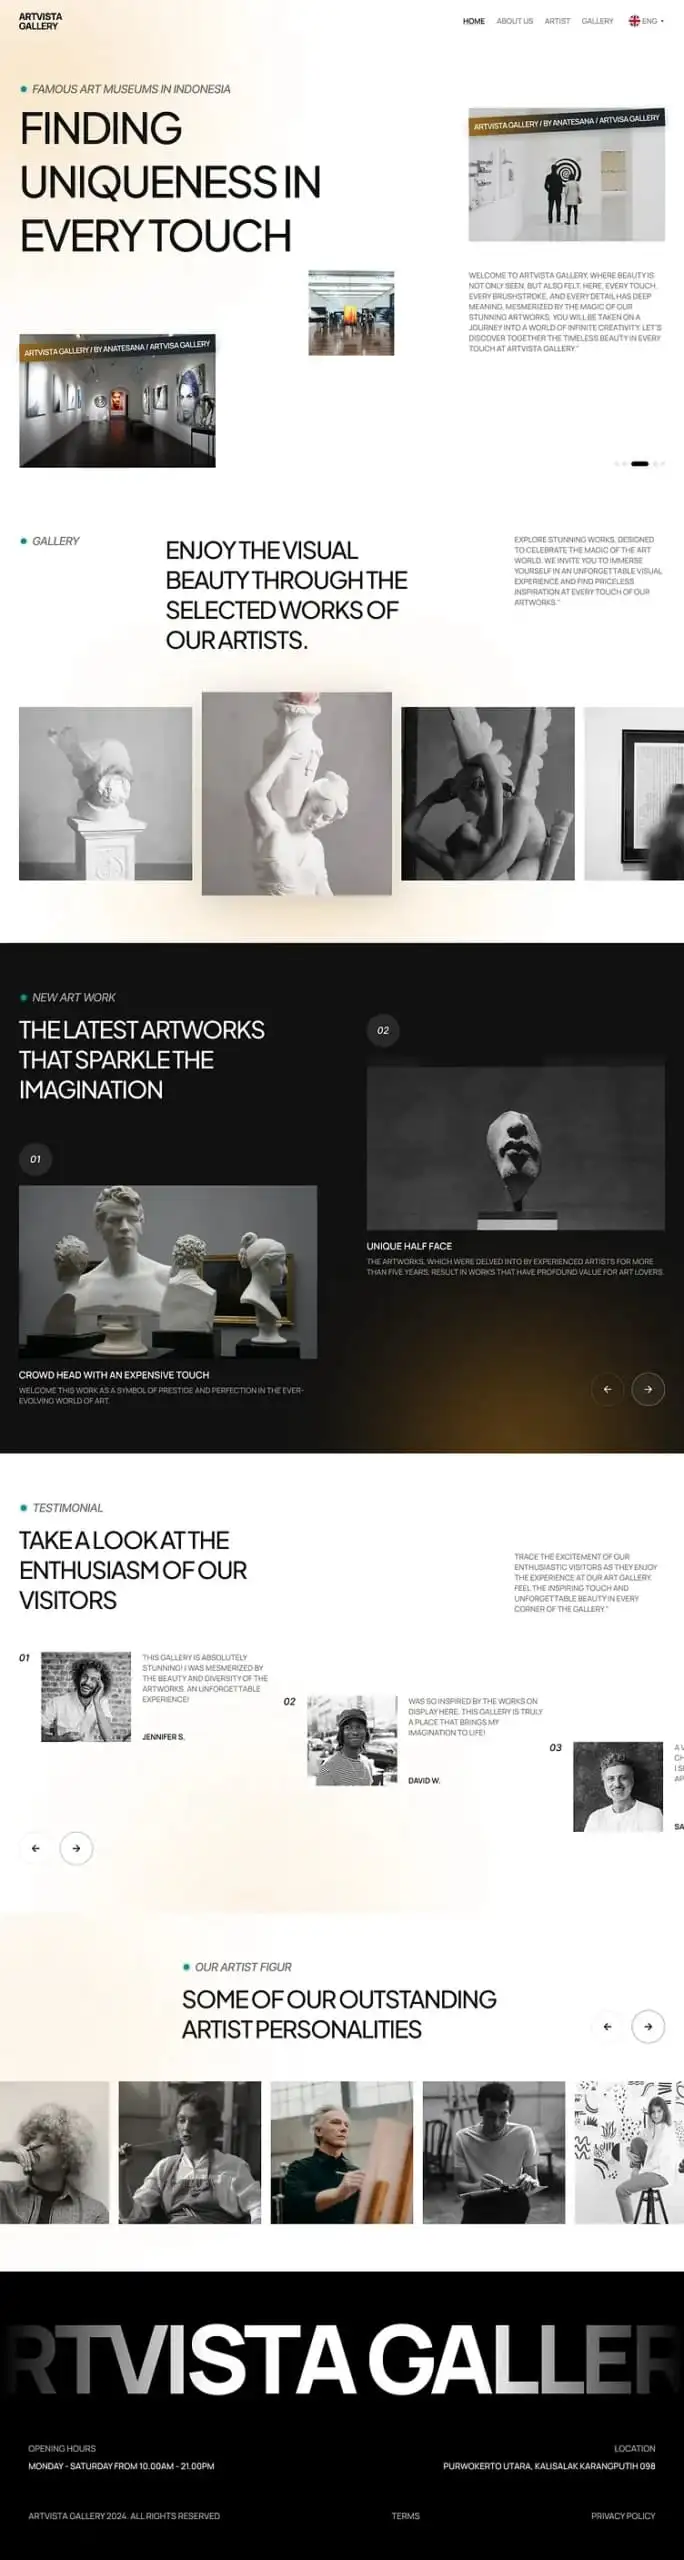 ARTVISTA
GALLERY
HOME
ABOUT US
ARTIST
GALLERY
ENG
FAMOUS ART MUSEUMS IN INDONESIA
FINDING
UNIQUENESS IN
EVERY TOUCH
ARTVISTA GALLERY / BY ANATESANA / ARTVISA GALLERY
WELCOME TO ARTVISTA GALLERY, WHERE BEAUTY IS
NOT ONLY SEEN, BUT ALSO FELT. HERE, EVERY TOUCH,
EVERY BRUSHSTROKE, AND EVERY DETAIL HAS DEEP
MEANING, MESMERIZED BY THE MAGIC OF OUR
STUNNING ARTWORKS, YOU WILL BE TAKEN ON A
JOURNEY INTO A WORLD OF INFINITE CREATIVITY. LET'S
DISCOVER TOGETHER THE TIMELESS BEAUTY IN EVERY
TOUCH AT ARTVISTA GALLERY."
ARTVISTA GALLERY / BY ANATESANA / ARTVISA GALLERY
GALLERY
ENJOY THE VISUAL
BEAUTY THROUGH THE
SELECTED WORKS OF
OUR ARTISTS.
EXPLORE STUNNING WORKS, DESIGNED
TO CELEBRATE THE MAGIC OF THE ART
WORLD. WE INVITE YOU TO IMMERSE
YOURSELF IN AN UNFORGETTABLE VISUAL
EXPERIENCE AND FIND PRICELESS
INSPIRATION AT EVERY TOUCH OF OUR
ARTWORKS."
NEW ART WORK
THE LATEST ARTWORKS
THAT SPARKLE THE
IMAGINATION
01
CROWD HEAD WITH AN EXPENSIVE TOUCH
WELCOME THIS WORK AS A SYMBOL OF PRESTIGE AND PERFECTION IN THE EVER-
EVOLVING WORLD OF ART.
02
UNIQUE HALF FACE
THE ARTWORKS, WHICH WERE DELVED INTO BY EXPERIENCED ARTISTS FOR MORE
THAN FIVE YEARS, RESULT IN WORKS THAT HAVE PROFOUND VALUE FOR ART LOVERS.
TESTIMONIAL
TAKE A LOOK AT THE
ENTHUSIASM OF OUR
VISITORS
TRACE THE EXCITEMENT OF OUR
ENTHUSIASTIC VISITORS AS THEY ENJOY
THE EXPERIENCE AT OUR ART GALLERY.
FEEL THE INSPIRING TOUCH AND
UNFORGETTABLE BEAUTY IN EVERY
CORNER OF THE GALLERY."
01
THIS GALLERY IS ABSOLUTELY
STUNNING! I WAS MESMERIZED BY
THE BEAUTY AND DIVERSITY OF THE
ARTWORKS. AN UNFORGETTABLE
EXPERIENCE!
JENNIFER S.
02
WAS SO INSPIRED BY THE WORKS ON
DISPLAY HERE. THIS GALLERY IS TRULY
A PLACE THAT BRINGS MY
IMAGINATION TO LIFE!
DAVID W.
03
OUR ARTIST FIGUR
SOME OF OUR OUTSTANDING
ARTIST PERSONALITIES
RTVISTA GALLER
OPENING HOURS
MONDAY - SATURDAY FROM 10.00AM - 21.00PM
LOCATION
PURWOKERTO UTARA, KALISALAK KARANGPUTIH 098
ARTVISTA GALLERY 2024. ALL RIGHTS RESERVED
TERMS
PRIVACY POLICY